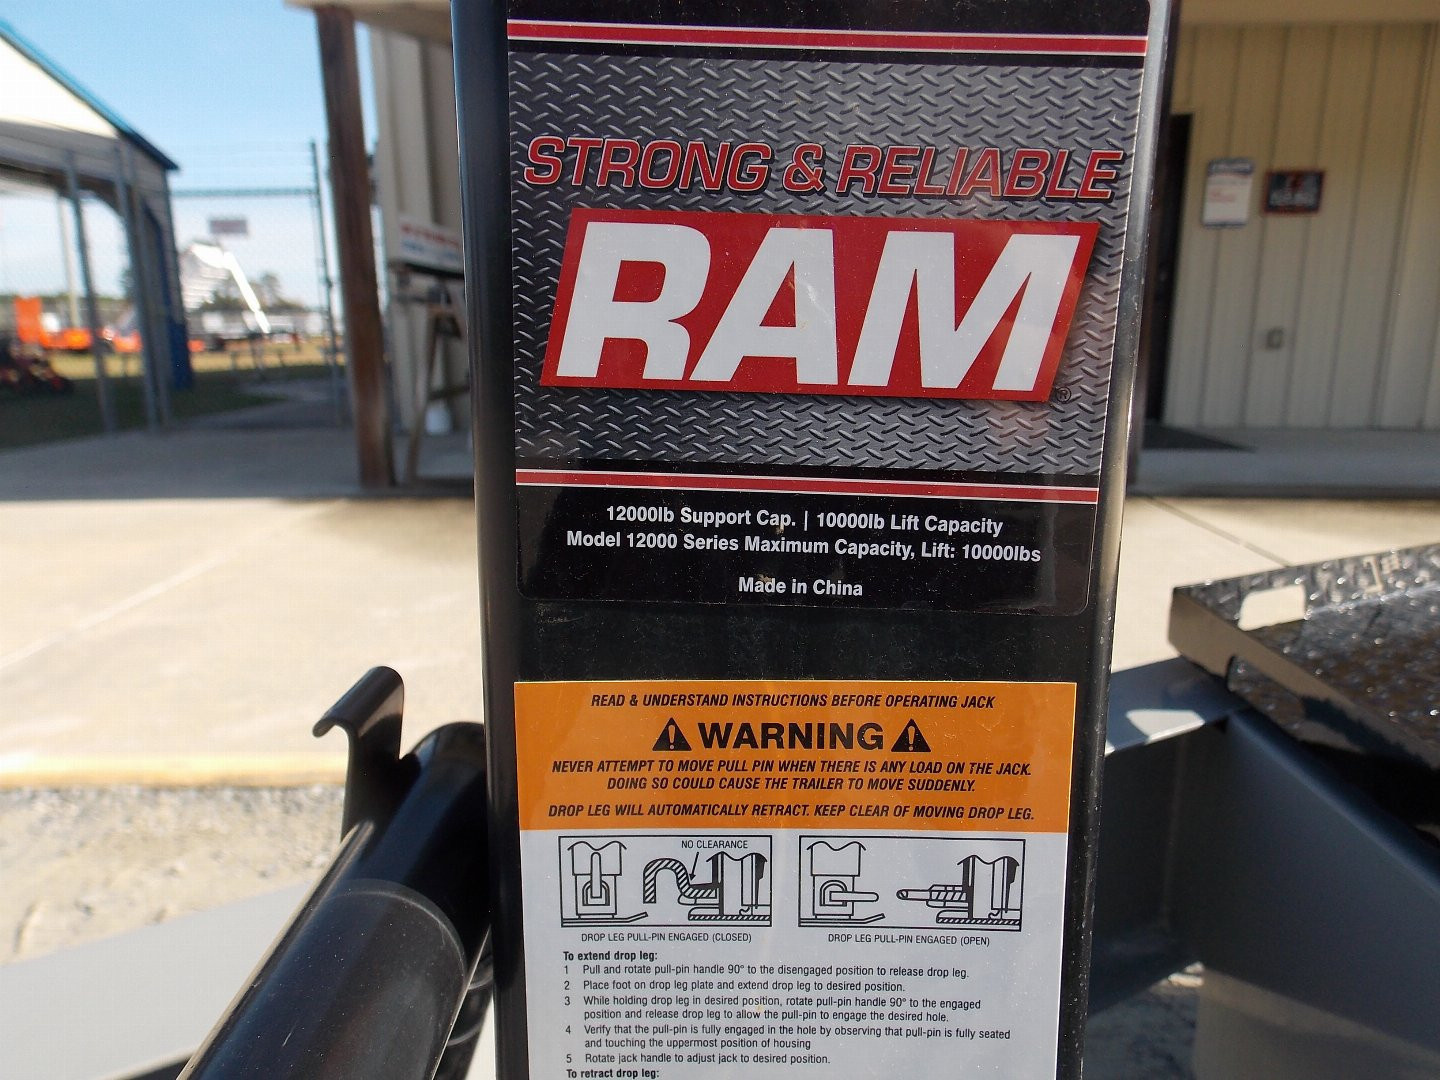 STRONG & RELIABLE
RAM
®
12000lb Support Cap. | 10000lb Lift Capacity
Model 12000 Series Maximum Capacity, Lift: 10000lbs
Made in China
READ & UNDERSTAND INSTRUCTIONS BEFORE OPERATING JACK
WARNING
NEVER ATTEMPT TO MOVE PULL PIN WHEN THERE IS ANY LOAD ON THE JACK.
DOING SO COULD CAUSE THE TRAILER TO MOVE SUDDENLY.
DROP LEG WILL AUTOMATICALLY RETRACT. KEEP CLEAR OF MOVING DROP LEG.
NO CLEARANCE
DROP LEG PULL-PIN ENGAGED (CLOSED)
DROP LEG PULL-PIN ENGAGED (OPEN)
To extend drop leg:
1 Pull and rotate pull-pin handle 90° to the disengaged position to release drop leg.
2 Place foot on drop leg plate and extend drop leg to desired position.
3 While holding drop leg in desired position, rotate pull-pin handle 90° to the engaged
position and release drop leg to allow the pull-pin to engage the desired hole.
4 Verify that the pull-pin is fully engaged in the hole by observing that pull-pin is fully seated
and touching the uppermost position of housing
5 Rotate jack handle to adjust jack to desired position.
To retract drop leg: